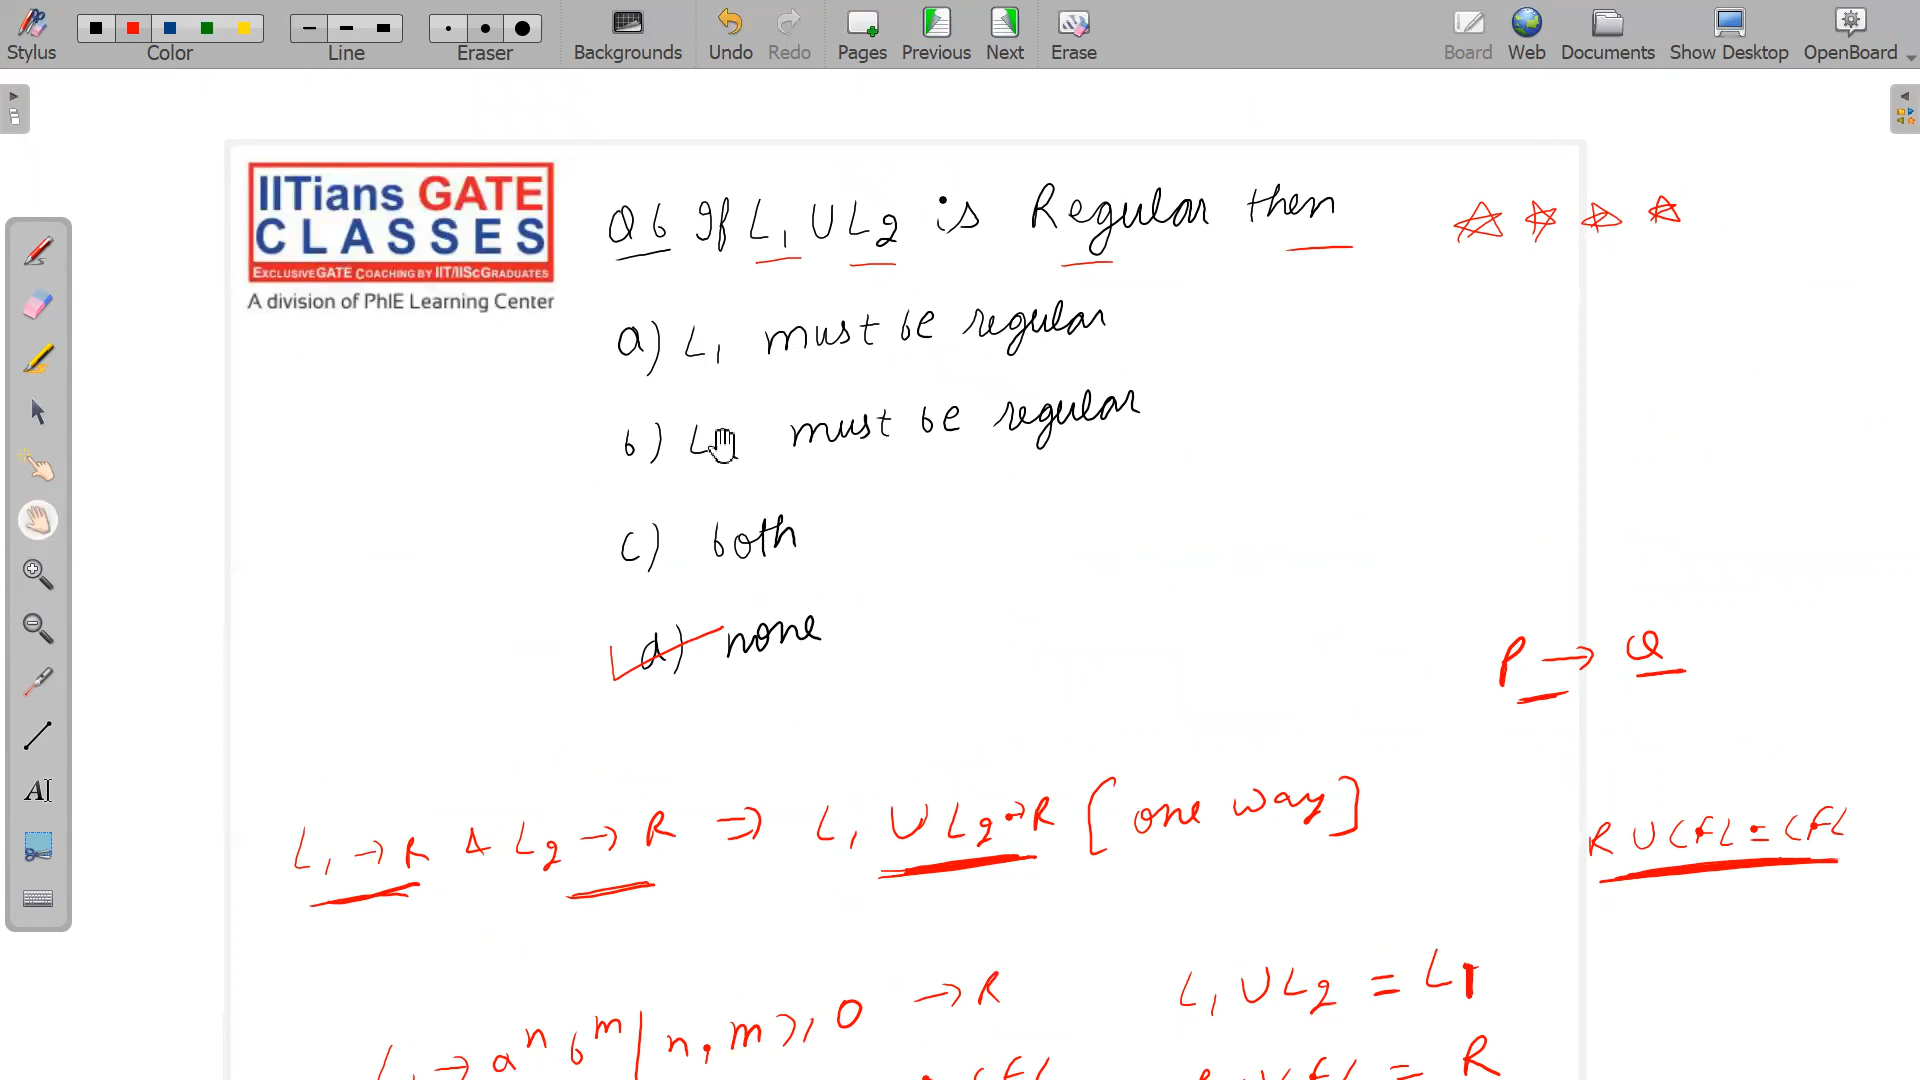 Stylus
Color
Line
Eraser
Backgrounds
Undo
Redo
Pages
Previous
Next
Erase
Board
Web
Documents
Show Desktop
OpenBoard
IITians GATE
CLASSES
EXCLUSIVE GATE COACHING BY IIT/IISc GRADUATES
A division of PhIE Learning Center
Q6 If L1 ∪ L2 is Regular then
a) L1 must be regular
b) L must be regular
c) both
d) none
P → Q
L1 → R & L2 → R ⇒ L1 ∪ L2 → R [one way]
R ∪ CFL = CFL
L1 ∪ L2 = L1
L1 → a^n b^m | n, m ≥ 0 → R
R ∪ CFL = R
CFL